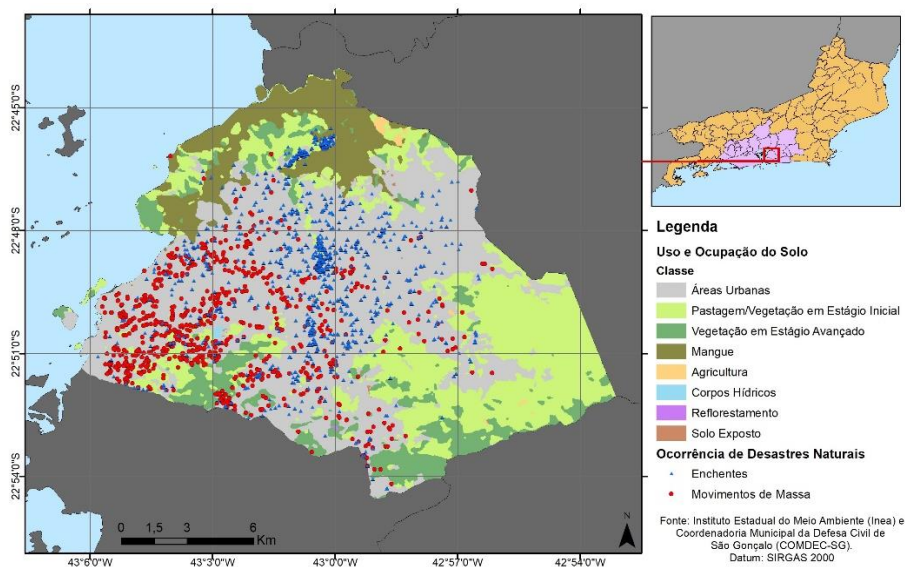 22°45'0"S
22°48'0"S
22°51'0"S
22°54'0"S
0 1,5 3 6
Km
N
43°6'0"W 43°3'0"W 43°0'0"W 42°57'0"W 42°54'0"W
Legenda
Uso e Ocupação do Solo
Classe
Áreas Urbanas
Pastagem/Vegetação em Estágio Inicial
Vegetação em Estágio Avançado
Mangue
Agricultura
Corpos Hídricos
Reflorestamento
Solo Exposto
Ocorrência de Desastres Naturais
Enchentes
Movimentos de Massa
Fonte: Instituto Estadual do Meio Ambiente (Inea) e
Coordenadoria Municipal da Defesa Civil de
São Gonçalo (COMDEC-SG).
Datum: SIRGAS 2000